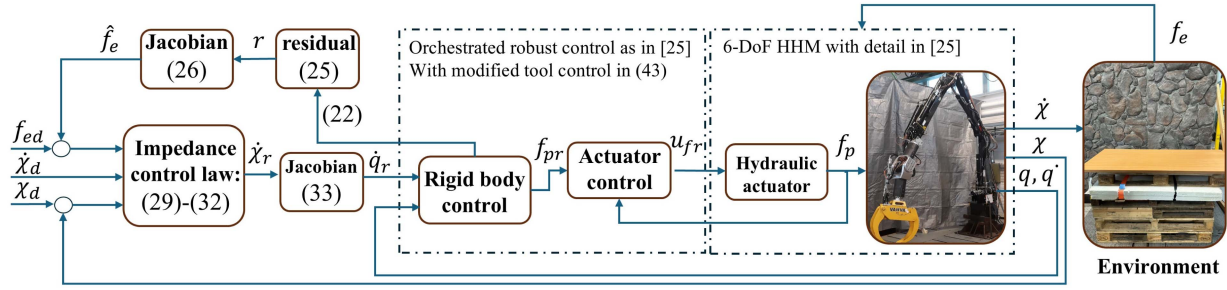 f̂_e
Jacobian
(26)
r
residual
(25)
(22)
Orchestrated robust control as in [25]
With modified tool control in (43)
6-DoF HHM with detail in [25]
f_e
f_ed
χ̇_d
χ_d
Impedance
control law:
(29)-(32)
χ̇_r
Jacobian
(33)
q̇_r
Rigid body
control
f_pr
Actuator
control
u_fr
Hydraulic
actuator
f_p
χ̇
χ
q, q̇
Environment